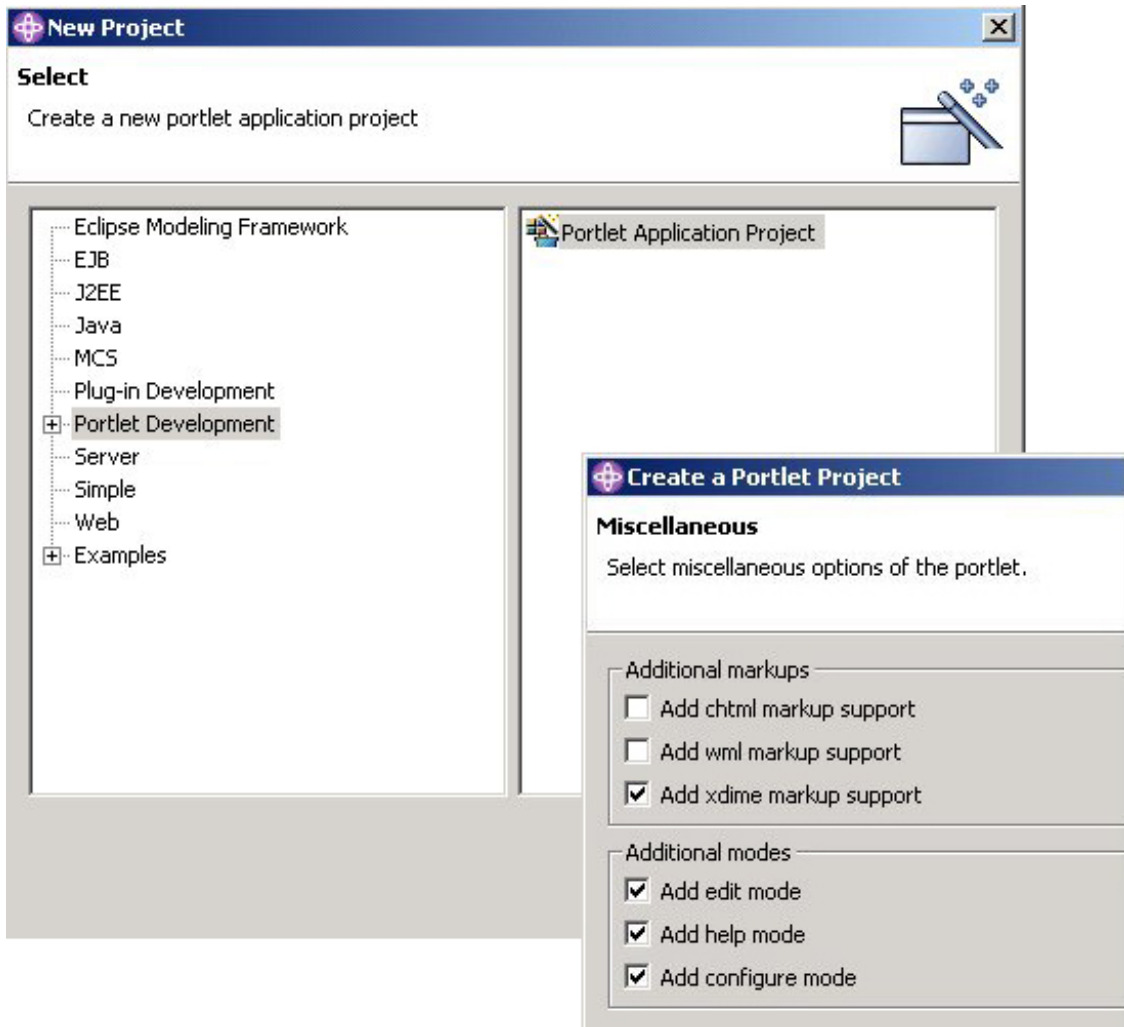 New Project
Select
Create a new portlet application project
Eclipse Modeling Framework
EJB
J2EE
Java
MCS
Plug-in Development
Portlet Development
Server
Simple
Web
Examples
Portlet Application Project
Create a Portlet Project
Miscellaneous
Select miscellaneous options of the portlet.
Additional markups
Add chtml markup support
Add wml markup support
Add xdime markup support
Additional modes
Add edit mode
Add help mode
Add configure mode